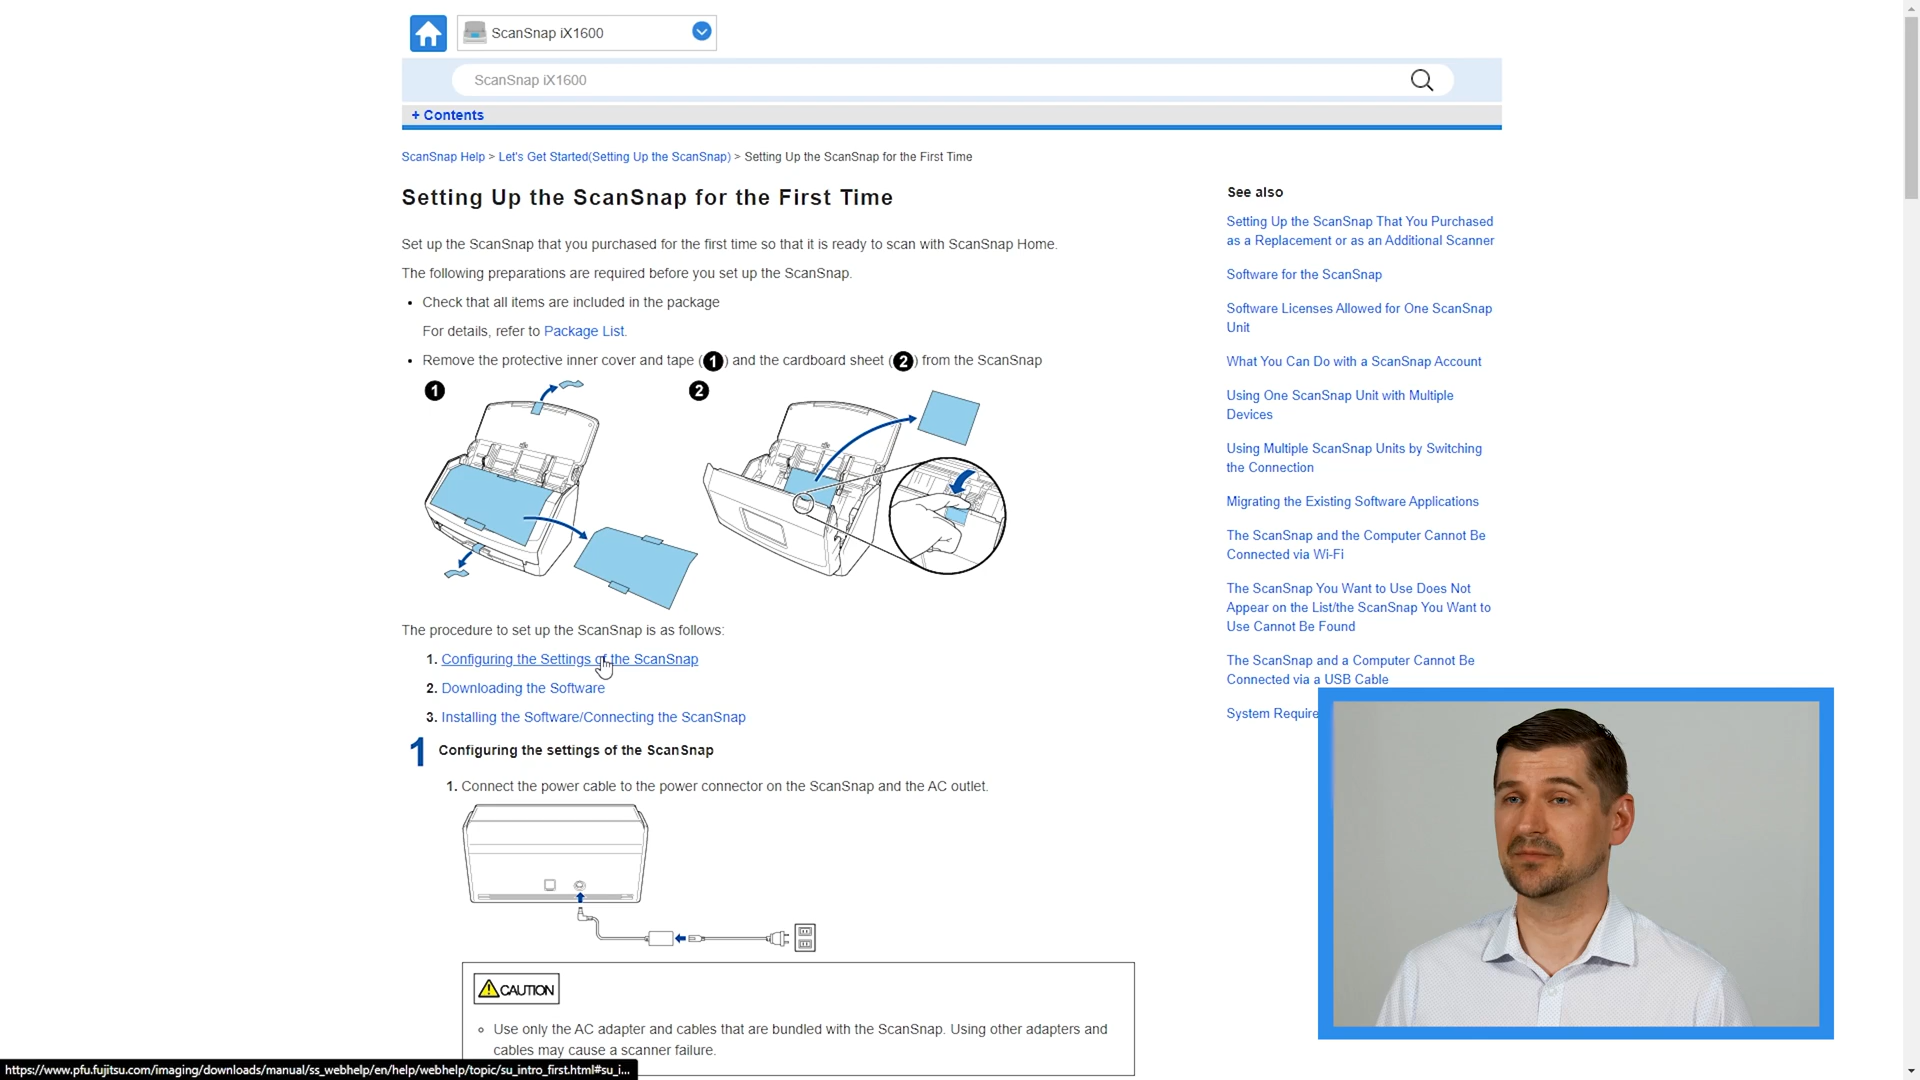 ScanSnap iX1600
ScanSnap iX1600
+ Contents
ScanSnap Help > Let's Get Started(Setting Up the ScanSnap) > Setting Up the ScanSnap for the First Time
Setting Up the ScanSnap for the First Time
Set up the ScanSnap that you purchased for the first time so that it is ready to scan with ScanSnap Home.
The following preparations are required before you set up the ScanSnap.
• Check that all items are included in the package
For details, refer to Package List.
• Remove the protective inner cover and tape (1) and the cardboard sheet (2) from the ScanSnap
1
2
The procedure to set up the ScanSnap is as follows:
1. Configuring the Settings of the ScanSnap
2. Downloading the Software
3. Installing the Software/Connecting the ScanSnap
1 Configuring the settings of the ScanSnap
1. Connect the power cable to the power connector on the ScanSnap and the AC outlet.
CAUTION
Use only the AC adapter and cables that are bundled with the ScanSnap. Using other adapters and
cables may cause a scanner failure.
See also
Setting Up the ScanSnap That You Purchased
as a Replacement or as an Additional Scanner
Software for the ScanSnap
Software Licenses Allowed for One ScanSnap
Unit
What You Can Do with a ScanSnap Account
Using One ScanSnap Unit with Multiple
Devices
Using Multiple ScanSnap Units by Switching
the Connection
Migrating the Existing Software Applications
The ScanSnap and the Computer Cannot Be
Connected via Wi-Fi
The ScanSnap You Want to Use Does Not
Appear on the List/the ScanSnap You Want to
Use Cannot Be Found
The ScanSnap and a Computer Cannot Be
Connected via a USB Cable
System Require
https://www.pfu.fujitsu.com/imaging/downloads/manual/ss_webhelp/en/help/webhelp/topic/su_intro_first.html#su_i...